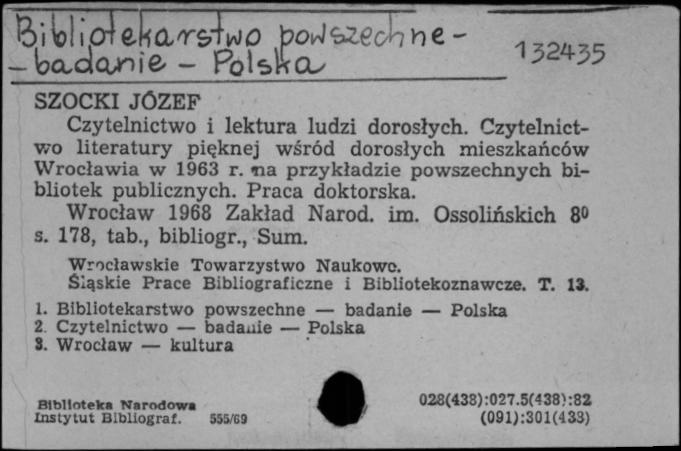 Bibliotekarstwo powszechne -
- badanie - Polska
132435
SZOCKI JÓZEF
Czytelnictwo i lektura ludzi dorosłych. Czytelnict-
wo literatury pięknej wśród dorosłych mieszkańców
Wrocławia w 1963 r. na przykładzie powszechnych bi-
bliotek publicznych. Praca doktorska.
Wrocław 1968 Zakład Narod. im. Ossolińskich 8⁰
s. 178, tab., bibliogr., Sum.
Wrocławskie Towarzystwo Naukowe.
Śląskie Prace Bibliograficzne i Bibliotekoznawcze. T. 13.
1. Bibliotekarstwo powszechne — badanie — Polska
2. Czytelnictwo — badanie — Polska
3. Wrocław — kultura
Biblioteka Narodowa
Instytut Bibliograf. 555/69
028(438):027.5(438):82
(091):301(438)